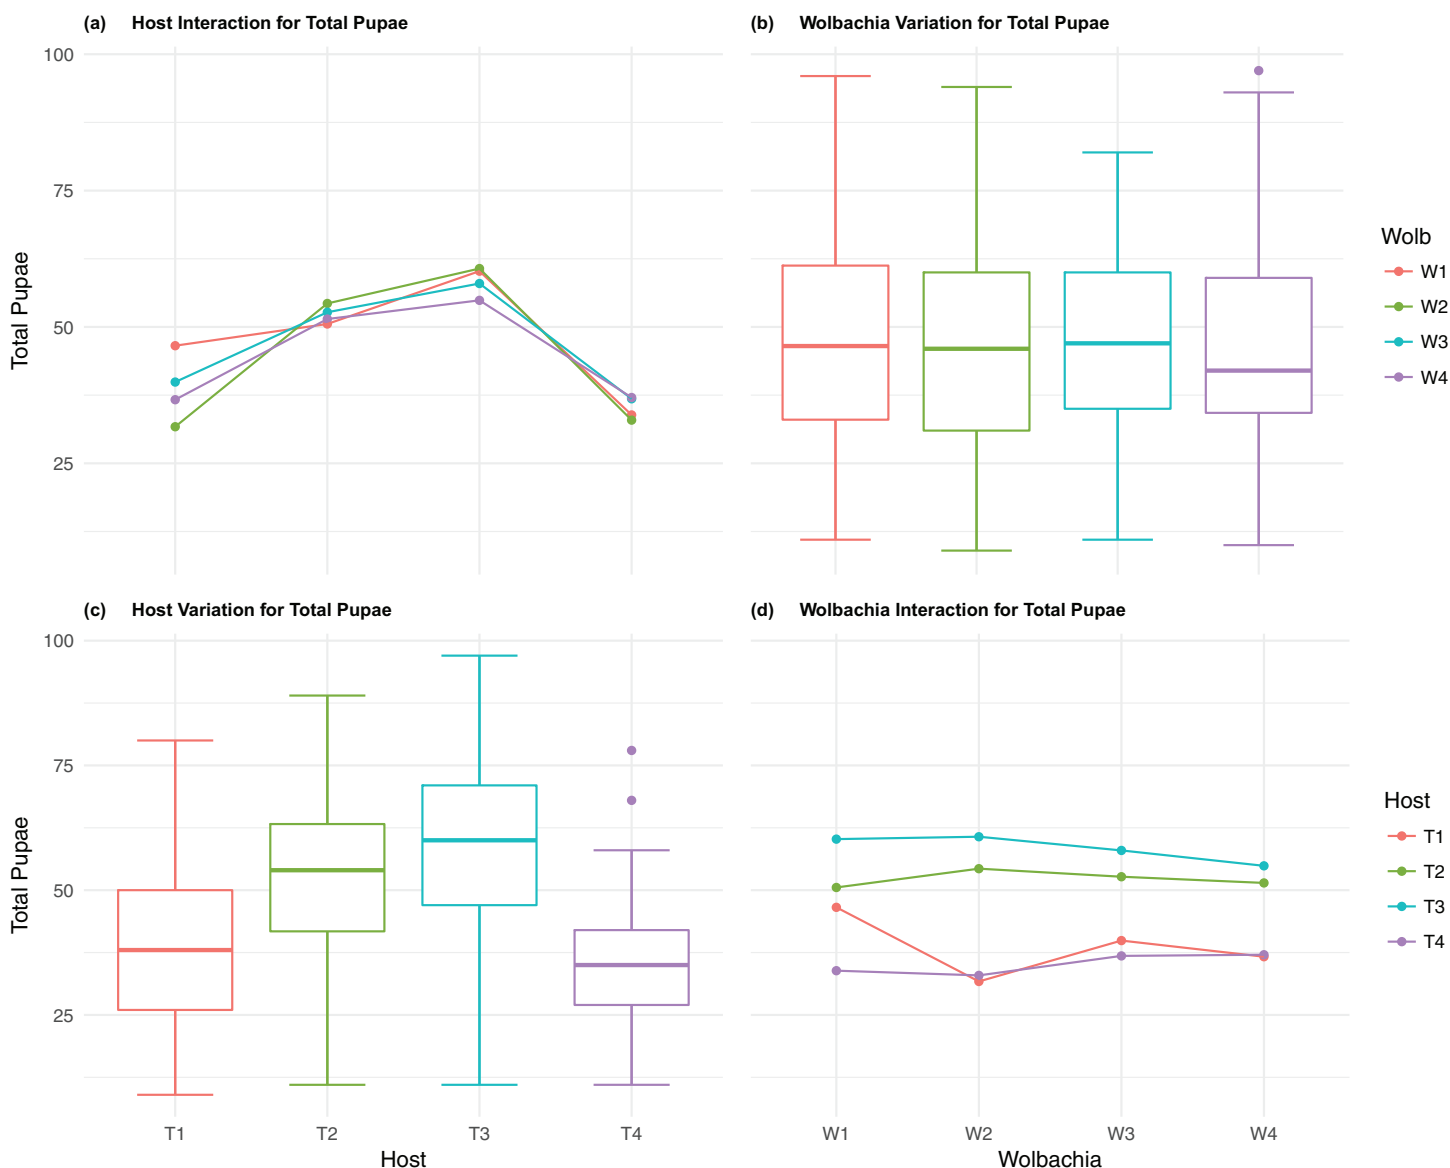 (a) Host Interaction for Total Pupae
(b) Wolbachia Variation for Total Pupae
100
75
50
25
Total Pupae
Wolb
W1
W2
W3
W4
(c) Host Variation for Total Pupae
(d) Wolbachia Interaction for Total Pupae
100
75
50
25
Total Pupae
T1 T2 T3 T4
Host
W1 W2 W3 W4
Wolbachia
Host
T1
T2
T3
T4